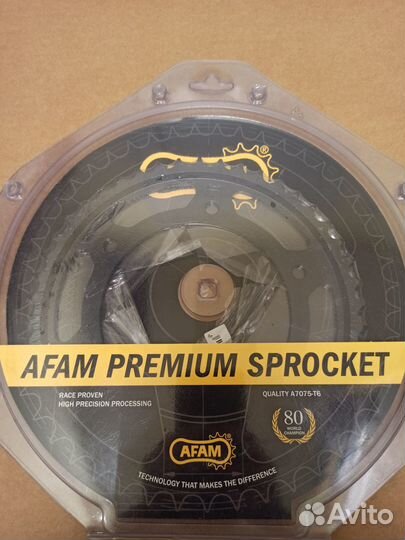 AFAM
AFAM PREMIUM SPROCKET
RACE PROVEN
HIGH PRECISION PROCESSING
QUALITY A7075-T6
80
WORLD
CHAMPION
AFAM®
TECHNOLOGY THAT MAKES THE DIFFERENCE
Avito